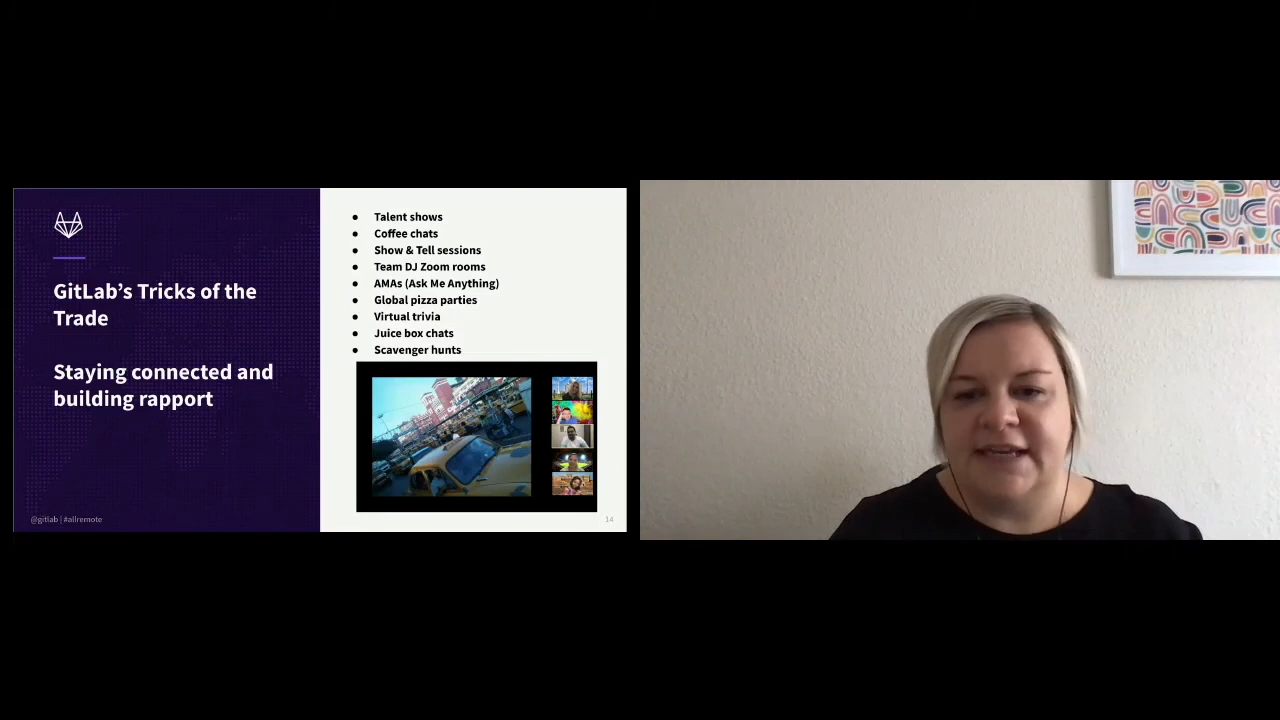 GitLab’s Tricks of the
Trade
Staying connected and
building rapport
@gitlab | #allremote
● Talent shows
● Coffee chats
● Show & Tell sessions
● Team DJ Zoom rooms
● AMAs (Ask Me Anything)
● Global pizza parties
● Virtual trivia
● Juice box chats
● Scavenger hunts
14